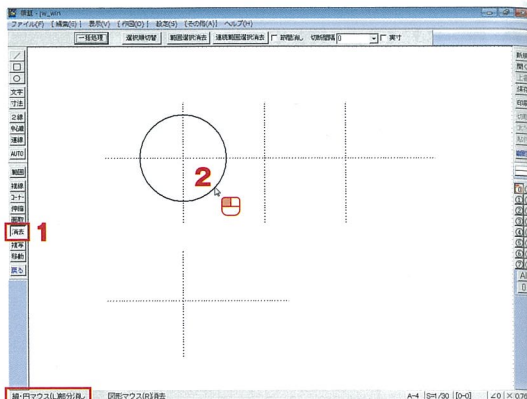 無題 - jw_win
ファイル(F) [編集(E)] 表示(V) [作図(D)] 設定(S) [その他(A)] ヘルプ(H)
一括処理 選択順切替 範囲選択消去 連続範囲選択消去 節間消し 切断間隔 実寸
文字
寸法
2線
中心線
連線
AUTO
範囲
複線
コーナー
伸縮
面取
消去
複写
移動
戻る
1
2
線・円マウス(L)部分消し 図形マウス(R)消去 A-4 S=1/30 [0-0] ∠0